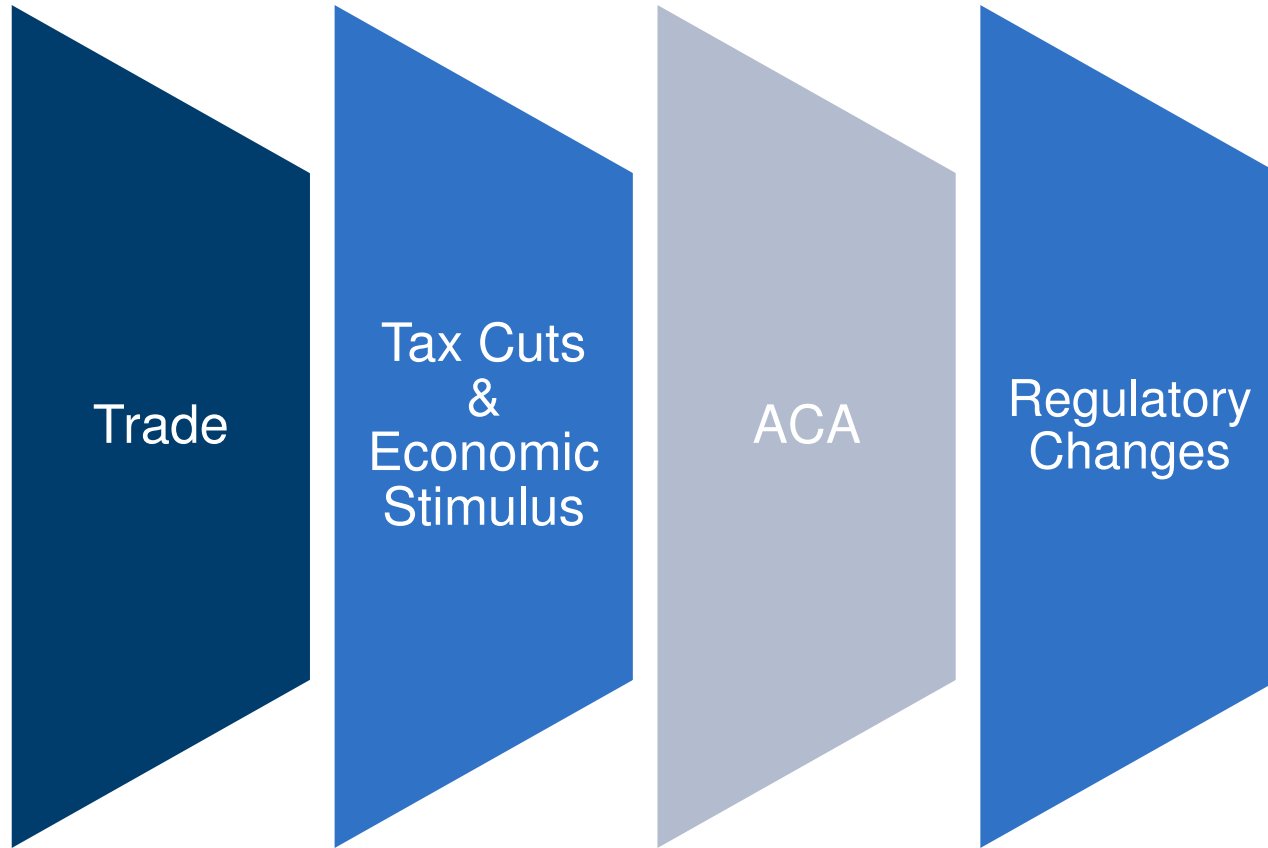 Trade
Tax Cuts
&
Economic
Stimulus
ACA
Regulatory
Changes